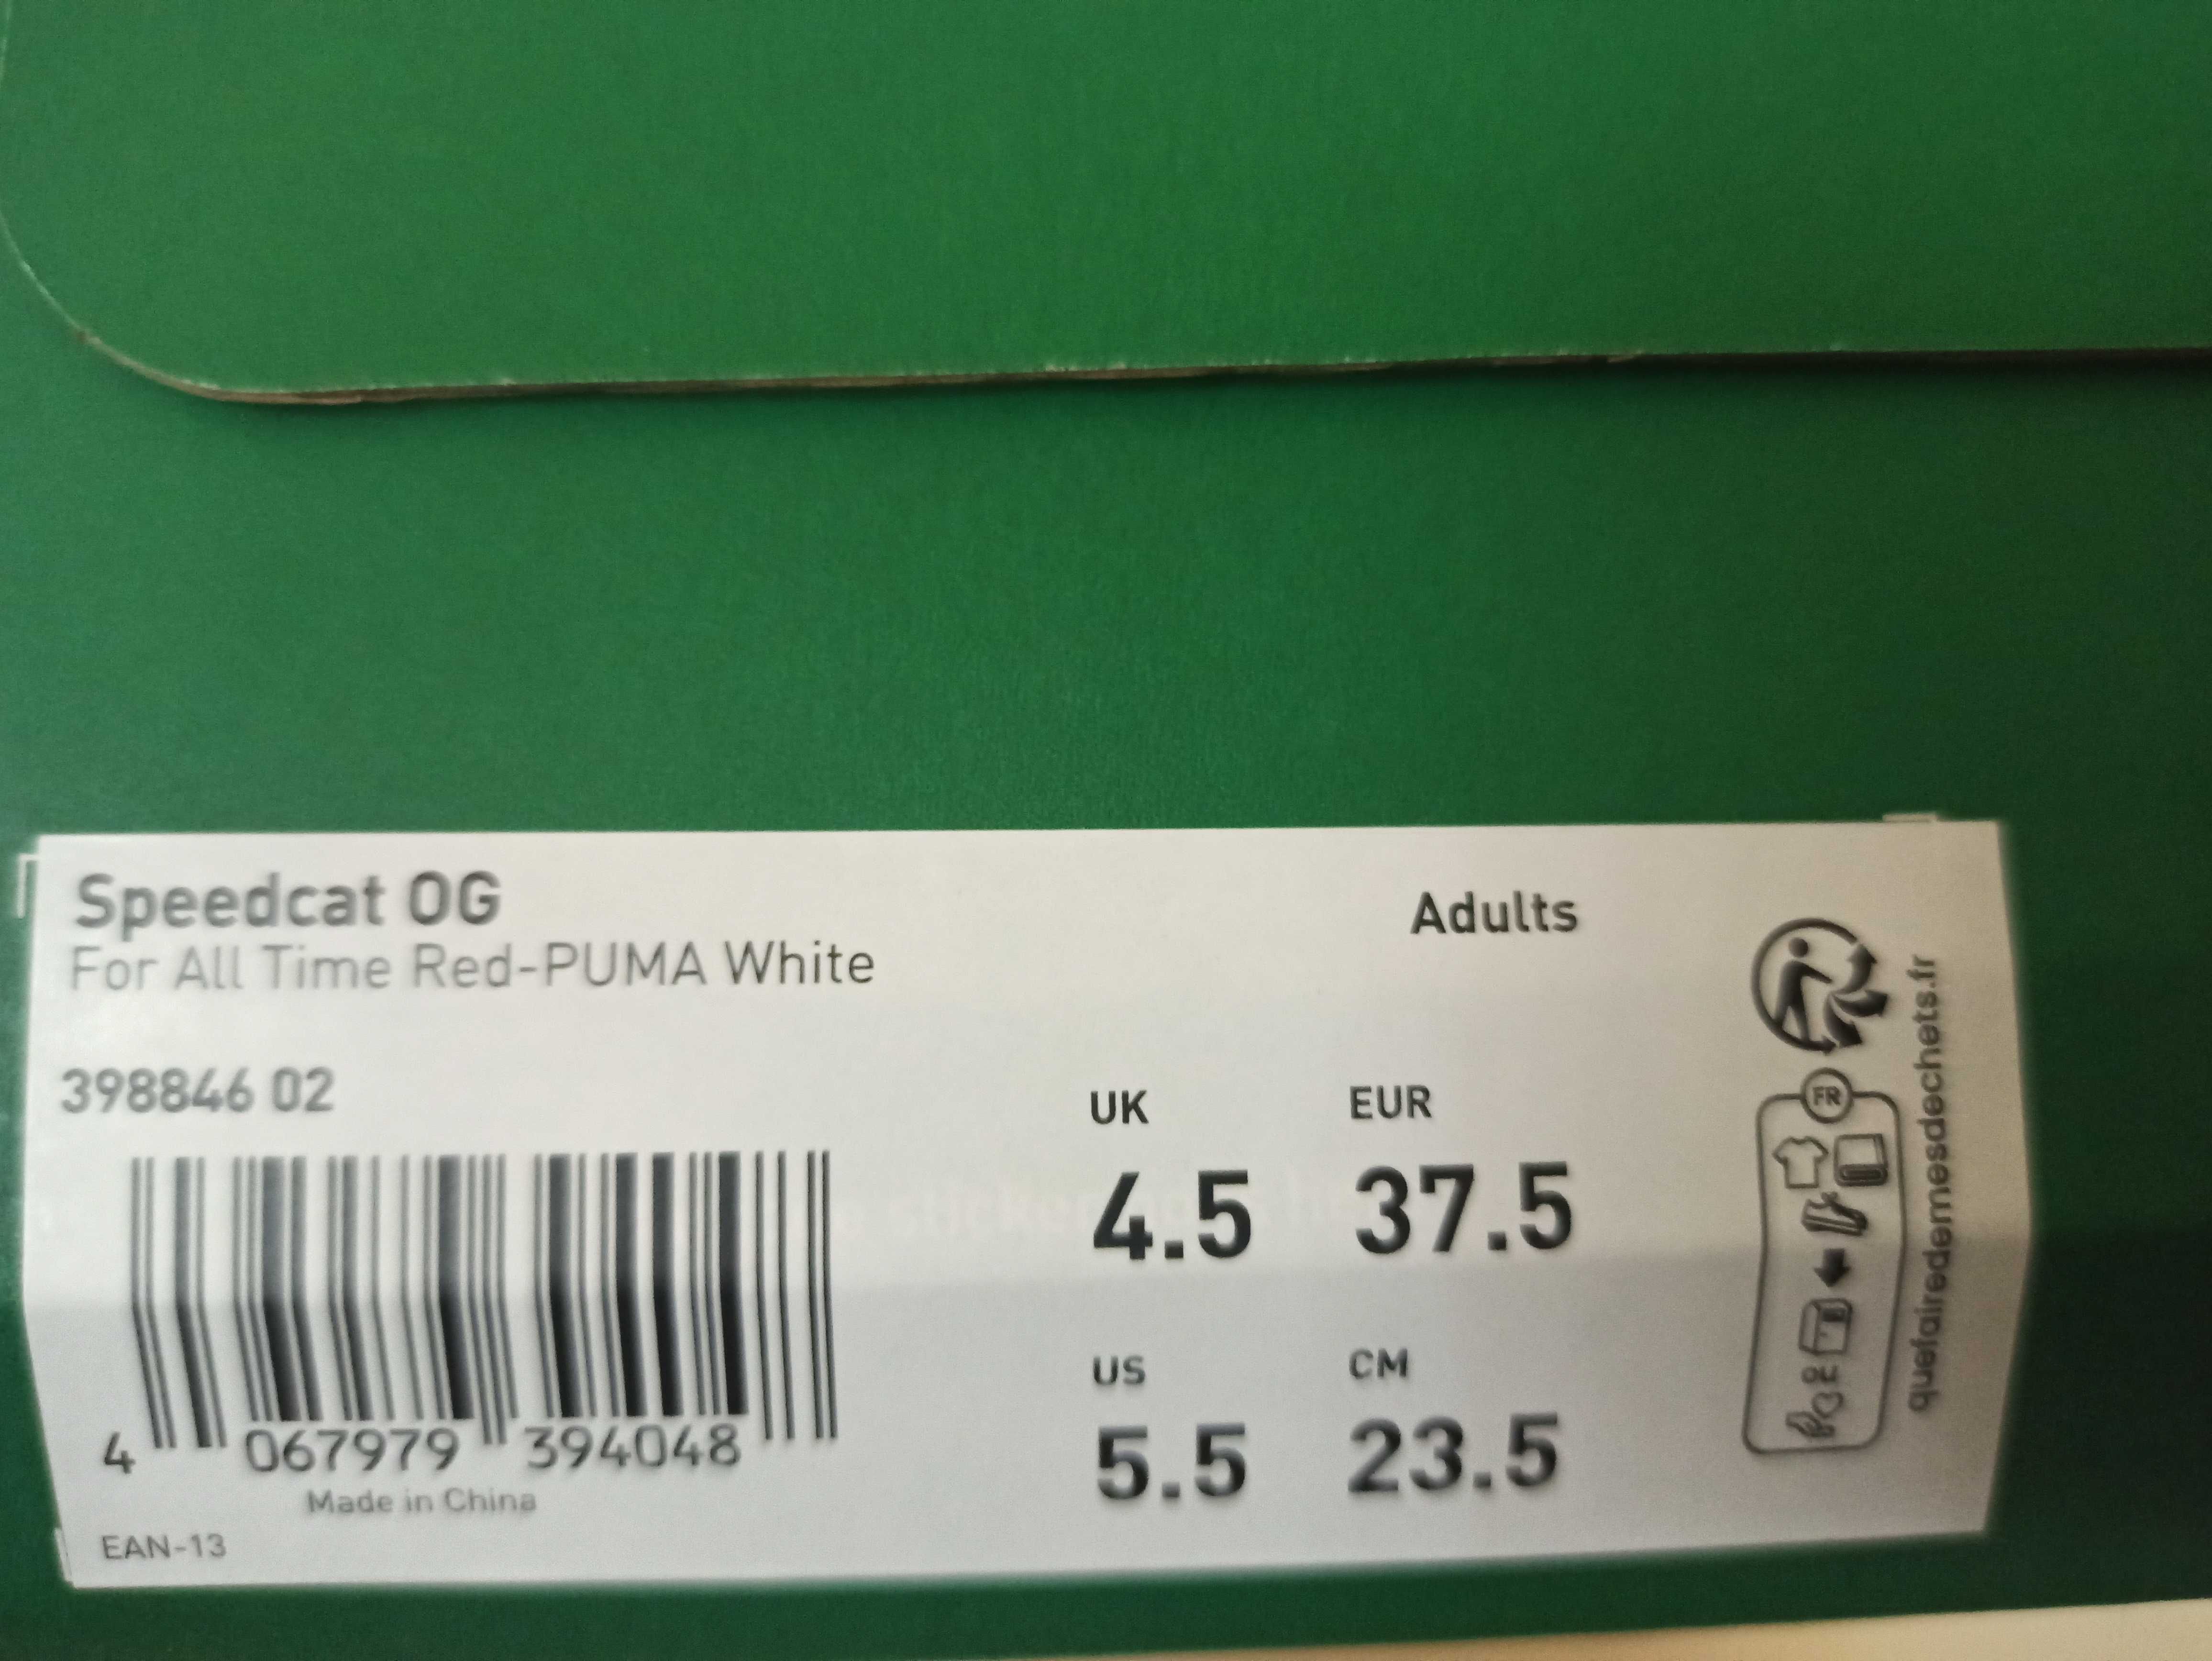 Speedcat OG
For All Time Red-PUMA White
Adults
398846 02
UK
EUR
4.5
37.5
US
CM
5.5
23.5
4 067979 394048
Made in China
EAN-13
FR
quefairedemesdechets.fr